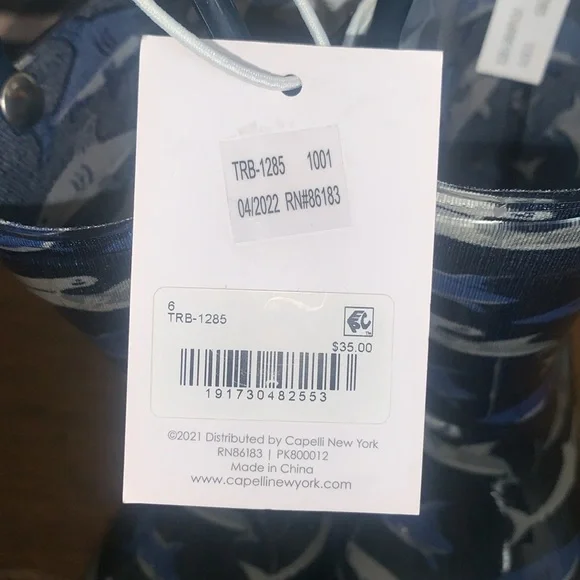 TRB-1285 1001
04/2022 RN#86183
6
TRB-1285
$35.00
191730482553
©2021 Distributed by Capelli New York
RN86183 | PK800012
Made in China
www.capellinewyork.com